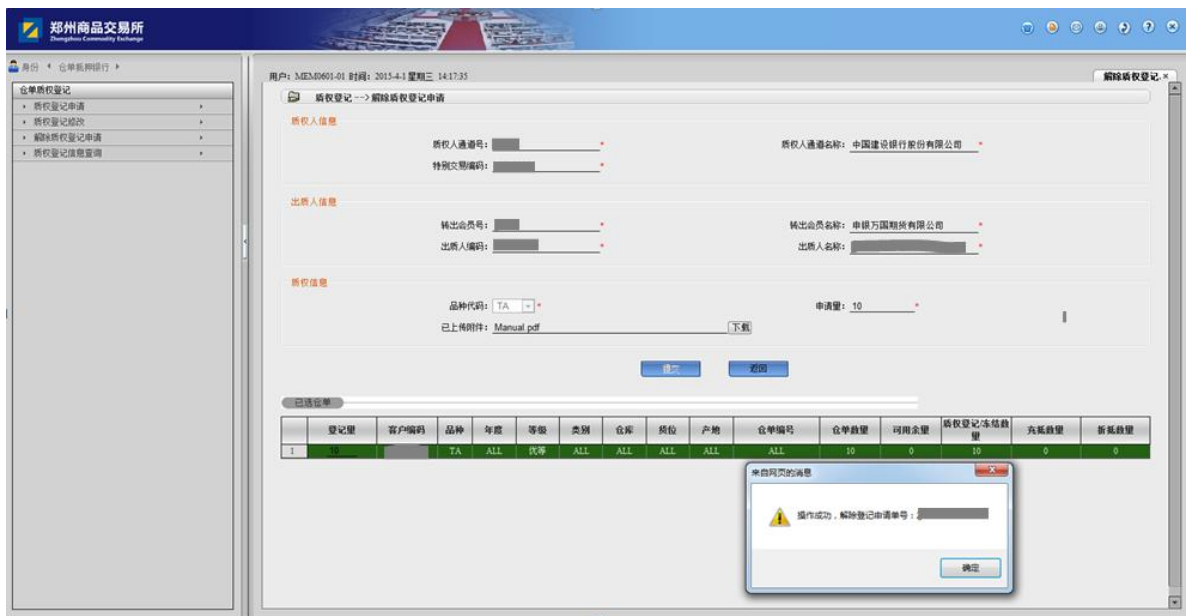 郑州商品交易所
Zhengzhou Commodity Exchange
身份 仓单抵押银行
仓单质权登记
质权登记申请
质权登记修改
解除质权登记申请
质权登记信息查询
用户: MEM0601-01 时间: 2015-4-1 星期三 14:17:35
解除质权登记. ×
质权登记 --> 解除质权登记申请
质权人信息
质权人通道号: * 质权人通道名称: 中国建设银行股份有限公司 *
特别交易编码: *
出质人信息
转出会员号: * 转出会员名称: 申银万国期货有限公司 *
出质人编码: * 出质人名称: *
质权信息
品种代码: TA * 申请量: 10 *
已上传附件: Manual.pdf 下载
提交 返回
已选仓单
登记量 客户编码 品种 年度 等级 类别 仓库 货位 产地 仓单编号 仓单数量 可用余量 质权登记/冻结数量 充抵数量 折抵数量
1 10 TA ALL 优等 ALL ALL ALL ALL ALL 10 0 10 0 0
来自网页的消息
操作成功，解除登记申请单号：
确定